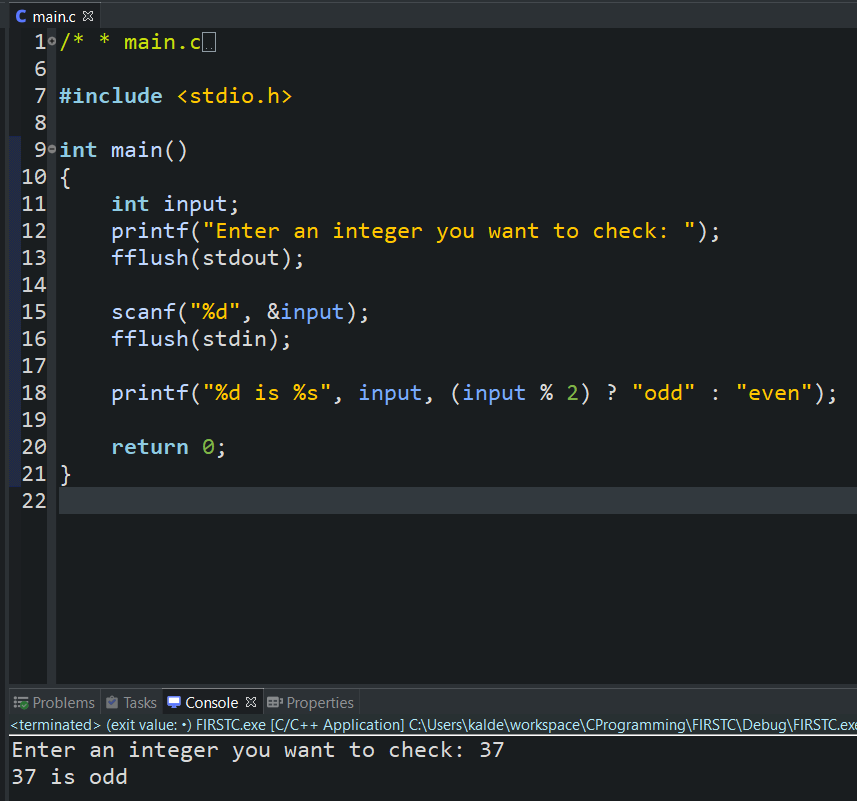 main.c
1 /* * main.c
6
7 #include <stdio.h>
8
9 int main()
10 {
11     int input;
12     printf("Enter an integer you want to check: ");
13     fflush(stdout);
14
15     scanf("%d", &input);
16     fflush(stdin);
17
18     printf("%d is %s", input, (input % 2) ? "odd" : "even");
19
20     return 0;
21 }
22
Problems Tasks Console Properties
<terminated> (exit value: •) FIRSTC.exe [C/C++ Application] C:\Users\kalde\workspace\CProgramming\FIRSTC\Debug\FIRSTC.exe
Enter an integer you want to check: 37
37 is odd